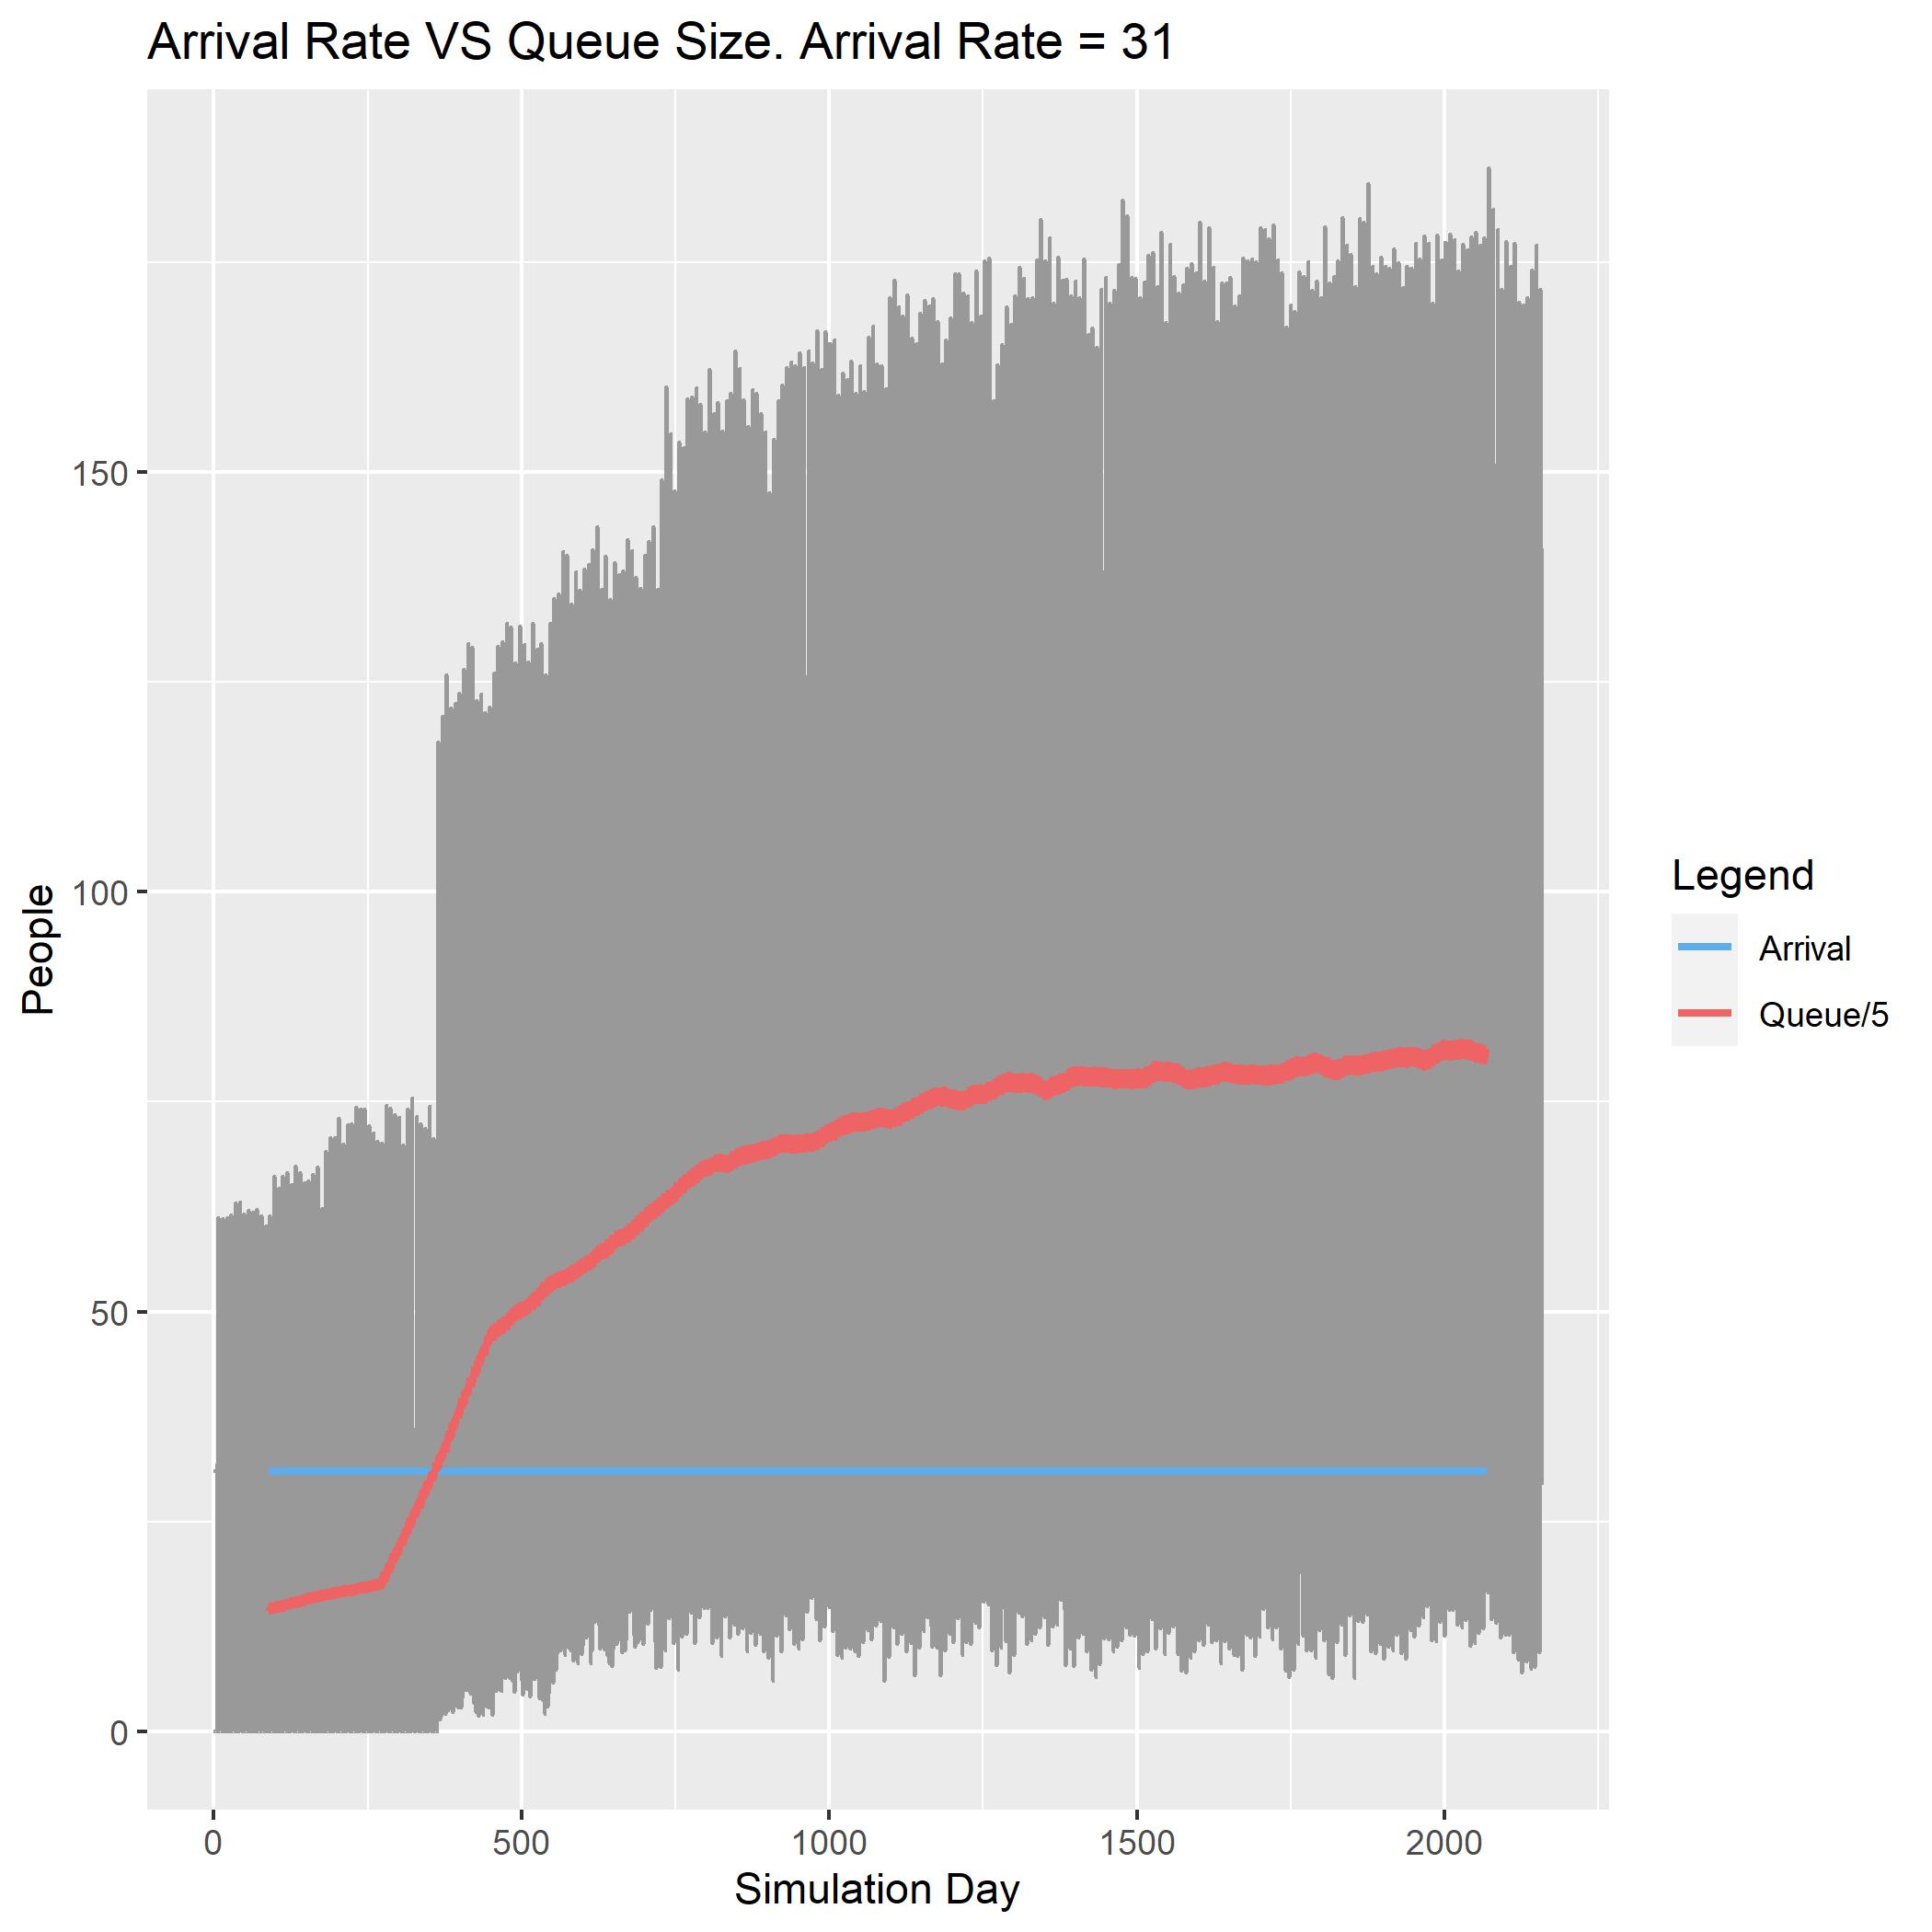 Arrival Rate VS Queue Size. Arrival Rate = 31
150
100
50
0
People
0 500 1000 1500 2000
Simulation Day
Legend
Arrival
Queue/5